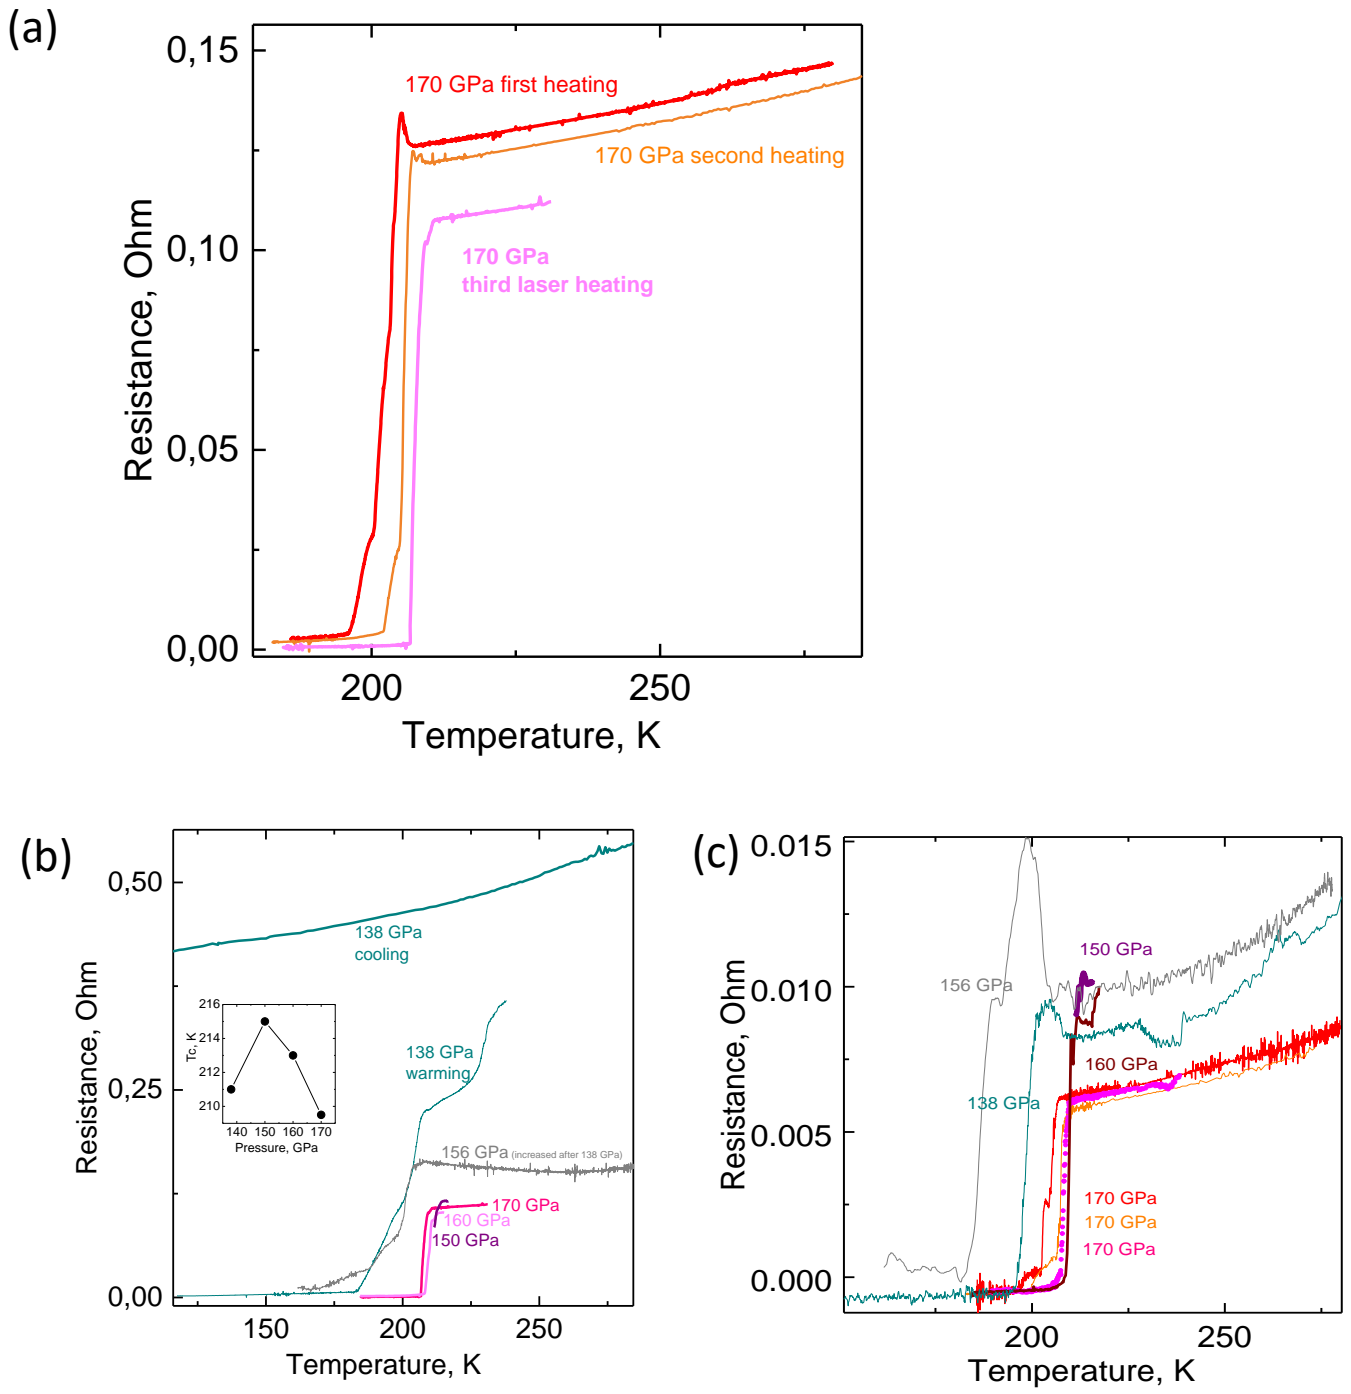 (a)
0,15
0,10
0,05
0,00
Resistance, Ohm
170 GPa first heating
170 GPa second heating
170 GPa
third laser heating
200
250
Temperature, K
(b)
0,50
0,25
0,00
Resistance, Ohm
138 GPa
cooling
138 GPa
warming
216
214
212
210
Tc, K
140 150 160 170
Pressure, GPa
156 GPa (increased after 138 GPa)
170 GPa
160 GPa
150 GPa
150
200
250
Temperature, K
(c)
0.015
0.010
0.005
0.000
Resistance, Ohm
150 GPa
156 GPa
160 GPa
138 GPa
170 GPa
170 GPa
170 GPa
200
250
Temperature, K